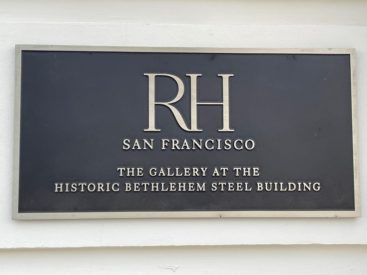 RH
SAN FRANCISCO
THE GALLERY AT THE
HISTORIC BETHLEHEM STEEL BUILDING